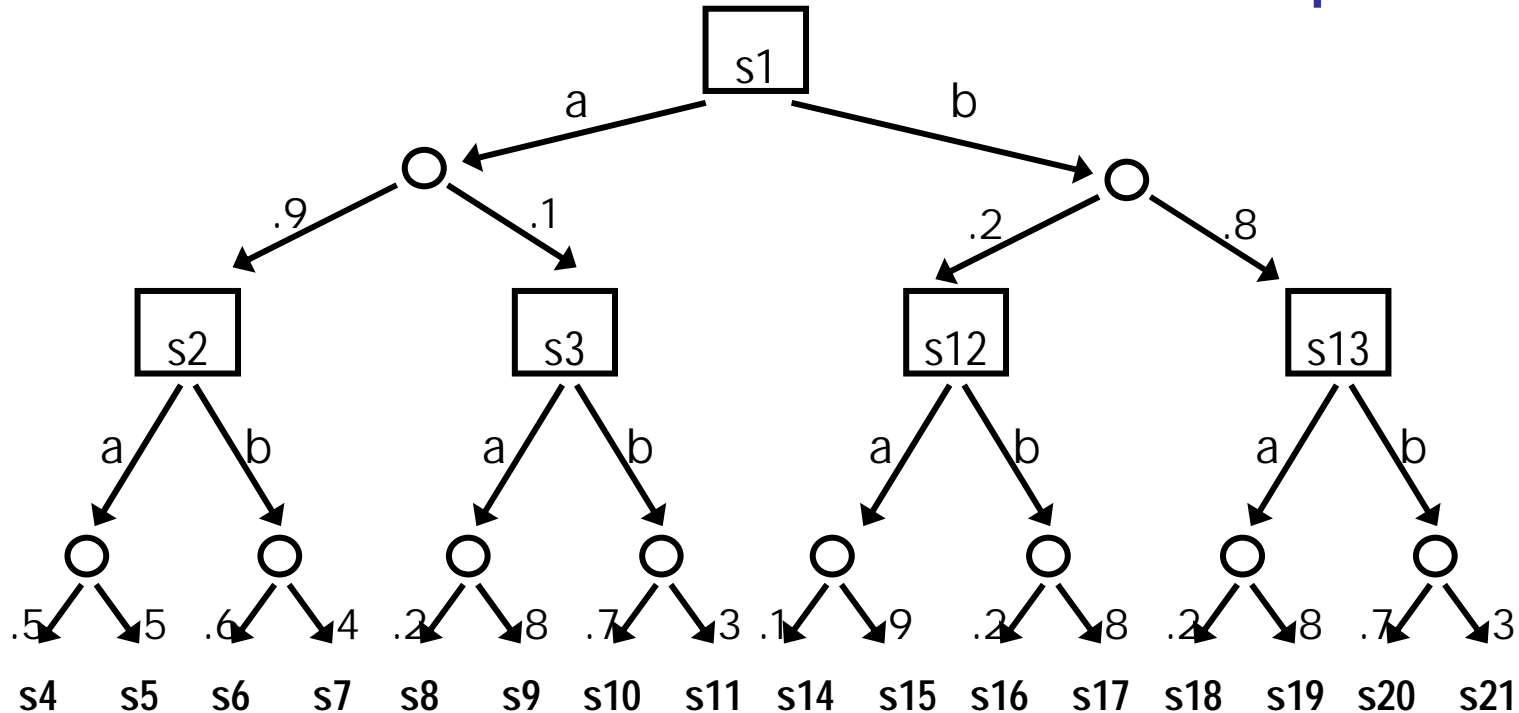 s1
a b
.9 .1 .2 .8
s2 s3 s12 s13
a b a b a b a b
.5 .5 .6 .4 .2 .8 .7 .3 .1 .9 .2 .8 .2 .8 .7 .3
s4 s5 s6 s7 s8 s9 s10 s11 s14 s15 s16 s17 s18 s19 s20 s21